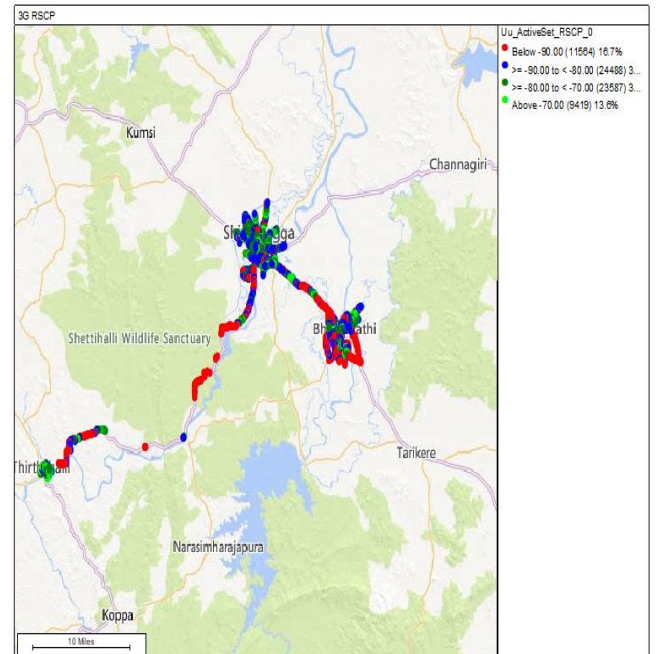 3G RSCP
Uu_ActiveSet_RSCP_0
Below -90.00 (11564) 16.7%
>= -90.00 to < -80.00 (24488) 3...
>= -80.00 to < -70.00 (23587) 3...
Above -70.00 (9419) 13.6%
Kumsi
Channagiri
Shettihalli Wildlife Sanctuary
Tarikere
Narasimharajapura
Koppa
10 Miles